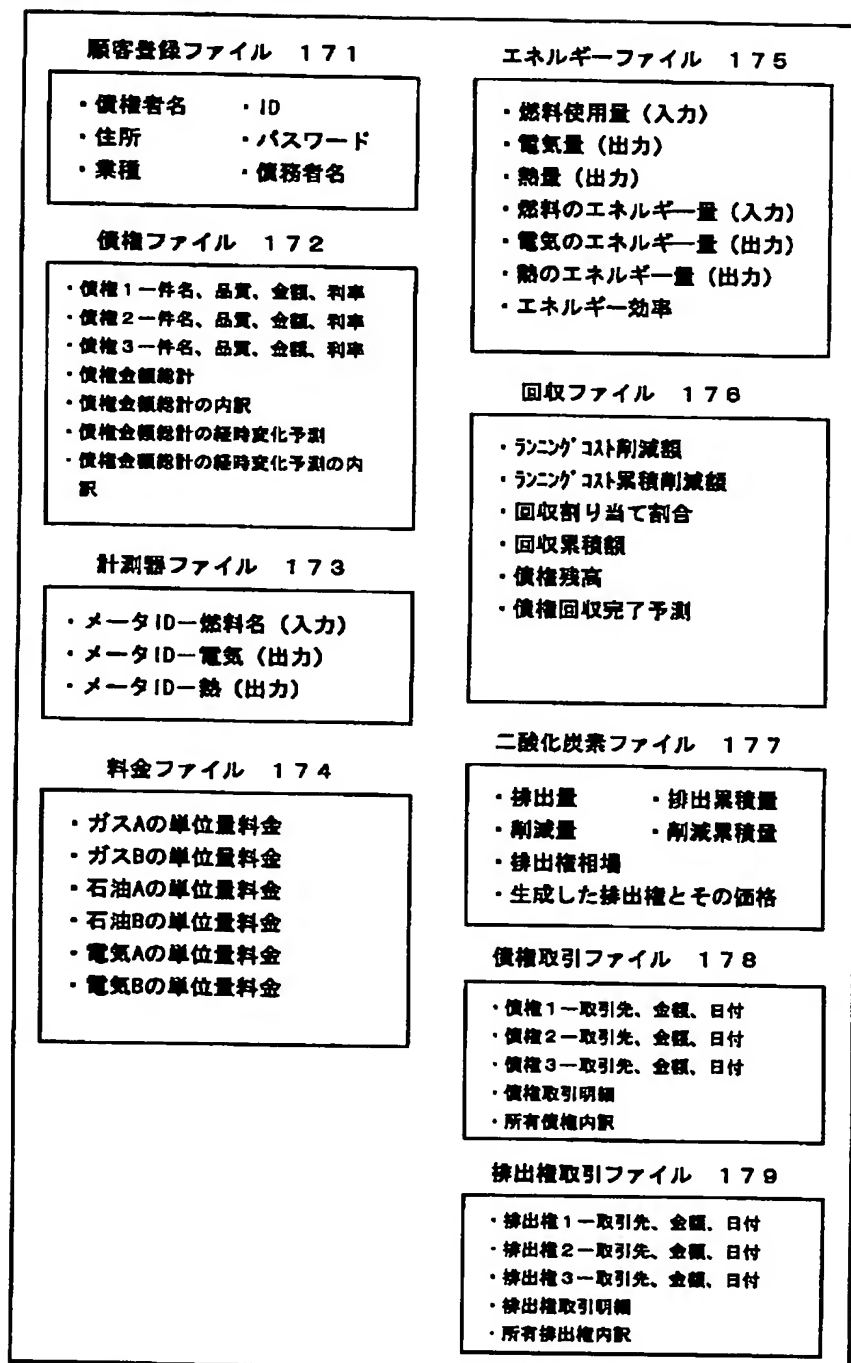 顧客登録ファイル 171
・債権者名 ・ID
・住所 ・パスワード
・業種 ・債務者名
債権ファイル 172
・債権1ー件名、品質、金額、利率
・債権2ー件名、品質、金額、利率
・債権3ー件名、品質、金額、利率
・債権金額総計
・債権金額総計の内訳
・債権金額総計の経時変化予測
・債権金額総計の経時変化予測の内
訳
計測器ファイル 173
・メータIDー燃料名(入力)
・メータIDー電気(出力)
・メータIDー熱(出力)
料金ファイル 174
・ガスAの単位量料金
・ガスBの単位量料金
・石油Aの単位量料金
・石油Bの単位量料金
・電気Aの単位量料金
・電気Bの単位量料金
エネルギーファイル 175
・燃料使用量(入力)
・電気量(出力)
・熱量(出力)
・燃料のエネルギー量(入力)
・電気のエネルギー量(出力)
・熱のエネルギー量(出力)
・エネルギー効率
回収ファイル 176
・ランニングコスト削減額
・ランニングコスト累積削減額
・回収割り当て割合
・回収累積額
・債権残高
・債権回収完了予測
二酸化炭素ファイル 177
・排出量 ・排出累積量
・削減量 ・削減累積量
・排出権相場
・生成した排出権とその価格
債権取引ファイル 178
・債権1ー取引先、金額、日付
・債権2ー取引先、金額、日付
・債権3ー取引先、金額、日付
・債権取引明細
・所有債権内訳
排出権取引ファイル 179
・排出権1ー取引先、金額、日付
・排出権2ー取引先、金額、日付
・排出権3ー取引先、金額、日付
・排出権取引明細
・所有排出権内訳